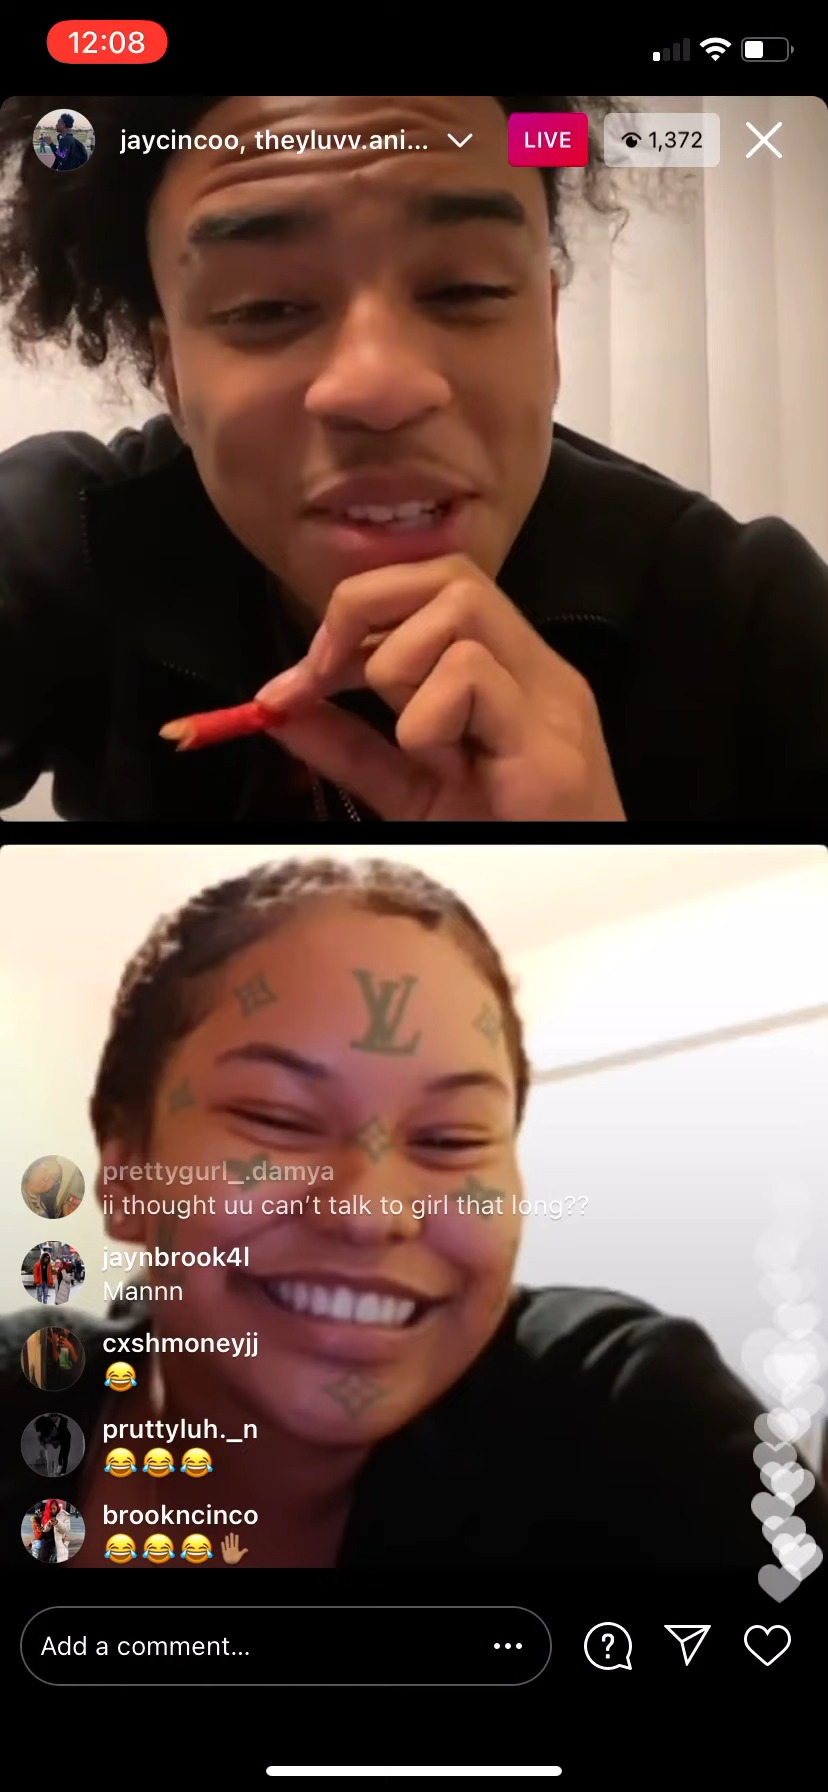 12:08
jaycincoo, theyluvv.ani...
LIVE
1,372
LV
prettygurl_.damya
ii thought uu can't talk to girl that long??
jaynbrook4l
Mannn
cxshmoneyjj
😂
pruttyluh._n
😂😂😂
brookncinco
😂😂😂🤚🏽
Add a comment...